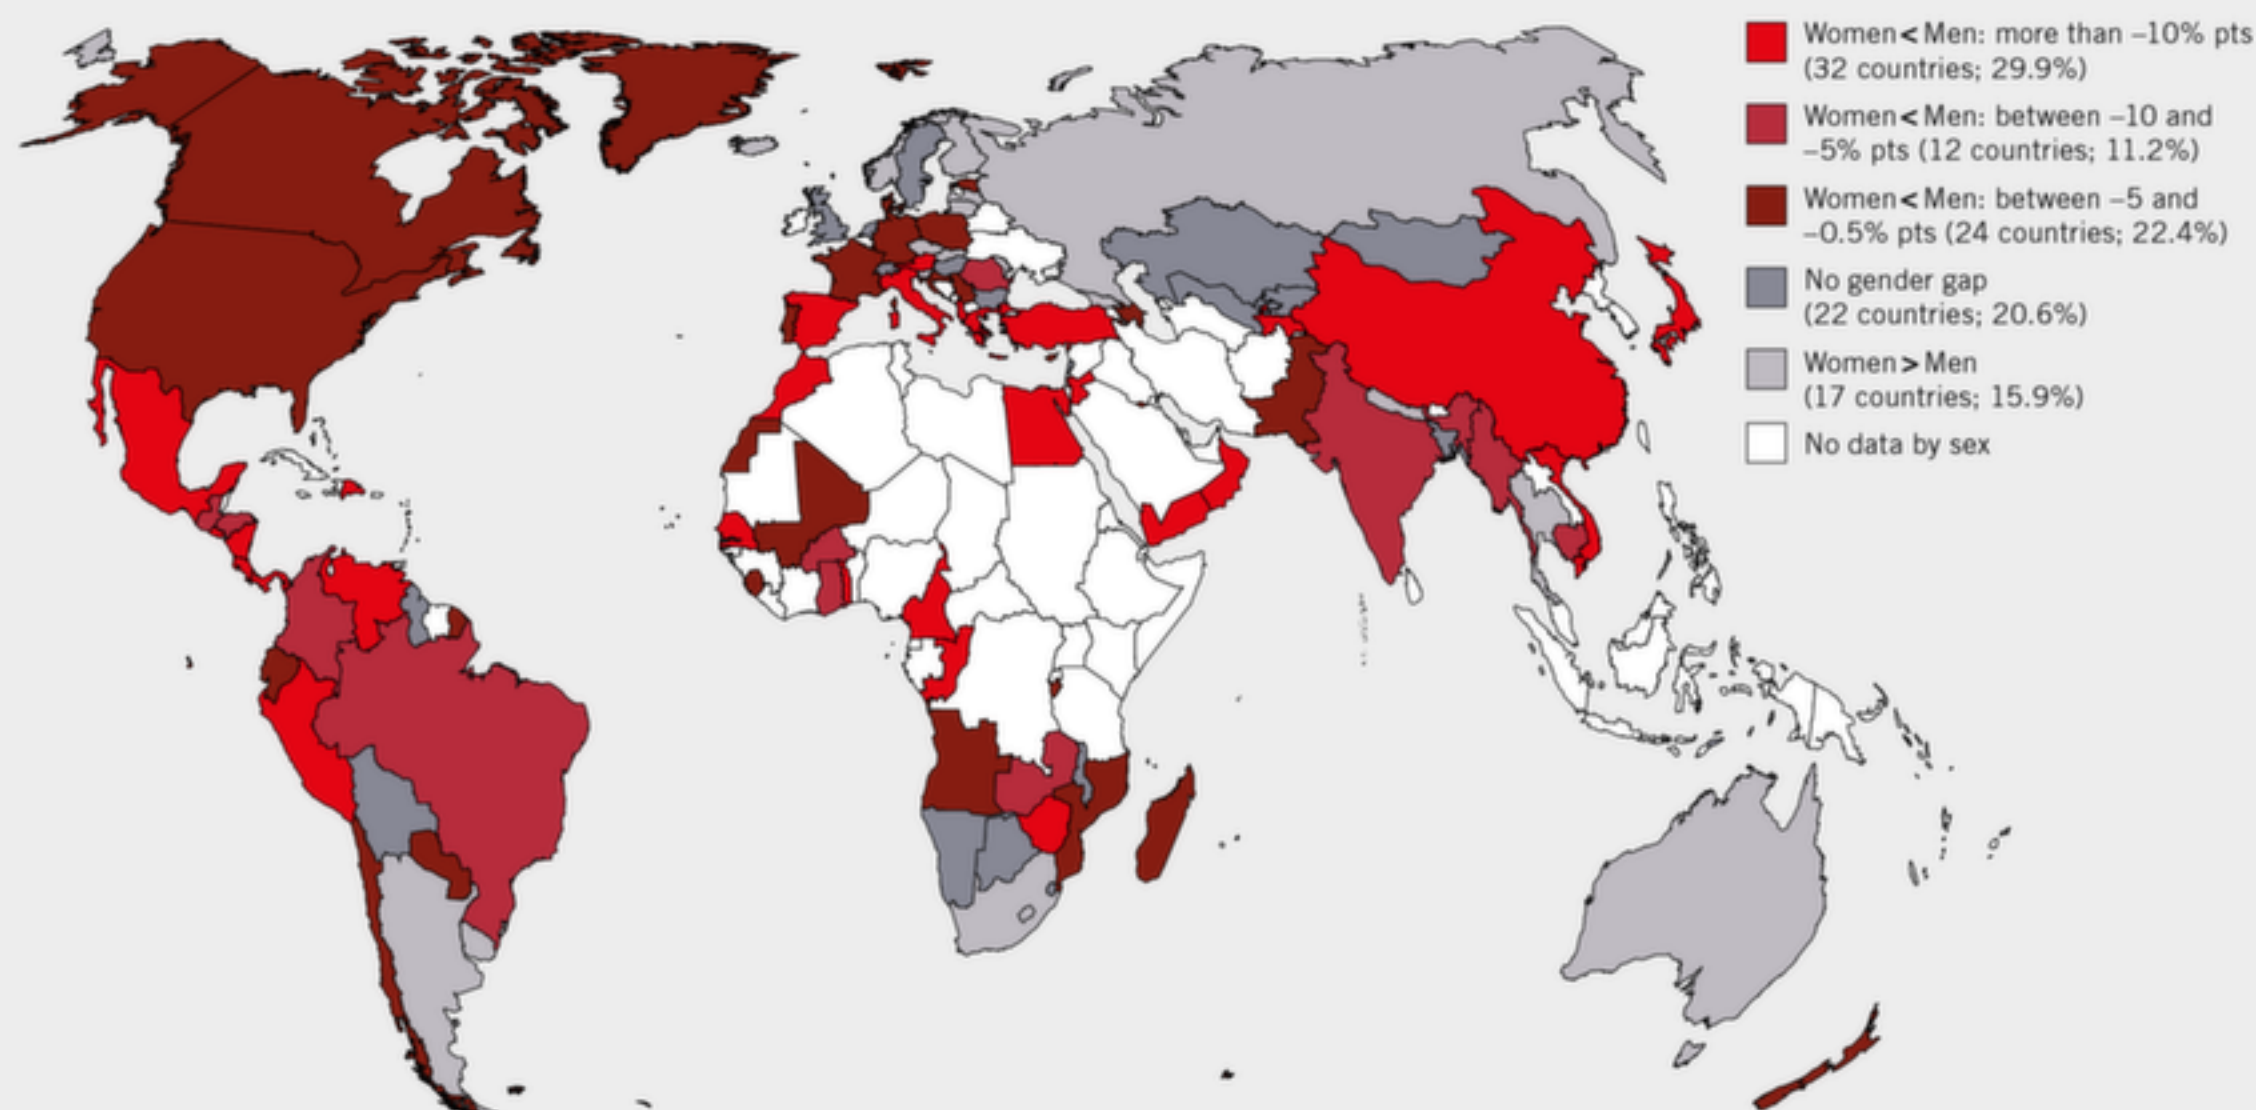 Women < Men: more than –10% pts
(32 countries; 29.9%)
Women < Men: between –10 and
–5% pts (12 countries; 11.2%)
Women < Men: between –5 and
–0.5% pts (24 countries; 22.4%)
No gender gap
(22 countries; 20.6%)
Women > Men
(17 countries; 15.9%)
No data by sex